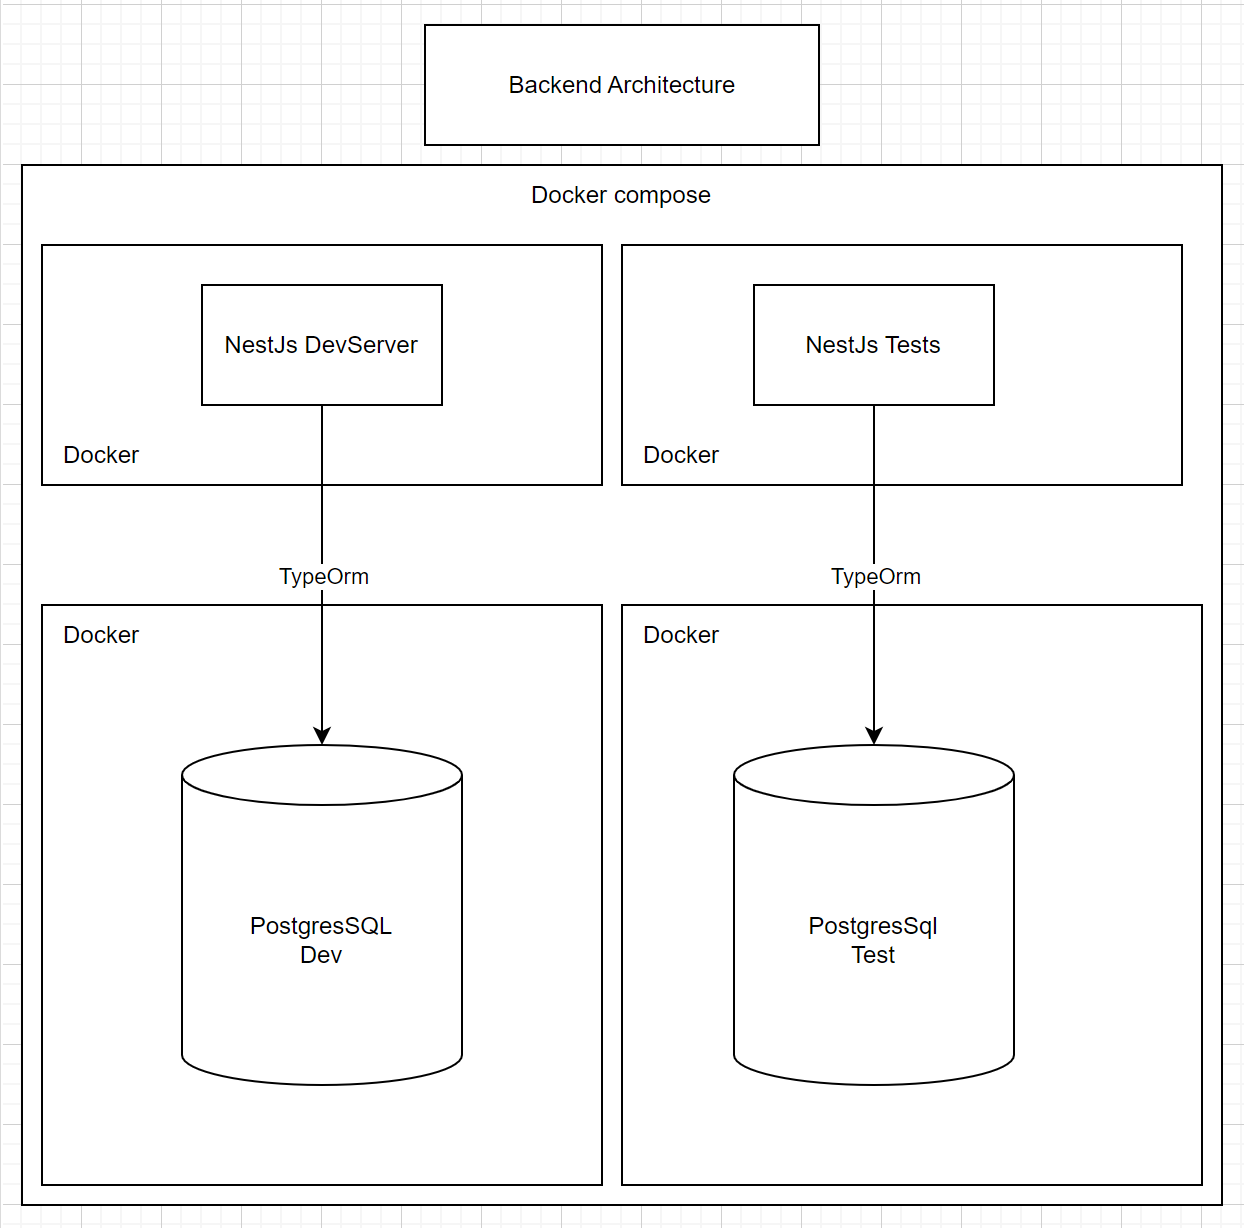 Backend Architecture
Docker compose
NestJs DevServer
Docker
NestJs Tests
Docker
TypeOrm
TypeOrm
Docker
PostgresSQL
Dev
Docker
PostgresSql
Test